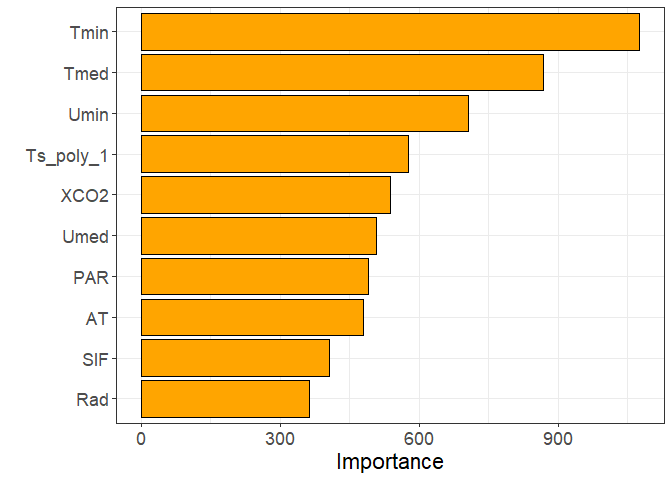 Tmin
Tmed
Umin
Ts_poly_1
XCO2
Umed
PAR
AT
SIF
Rad
0 300 600 900
Importance